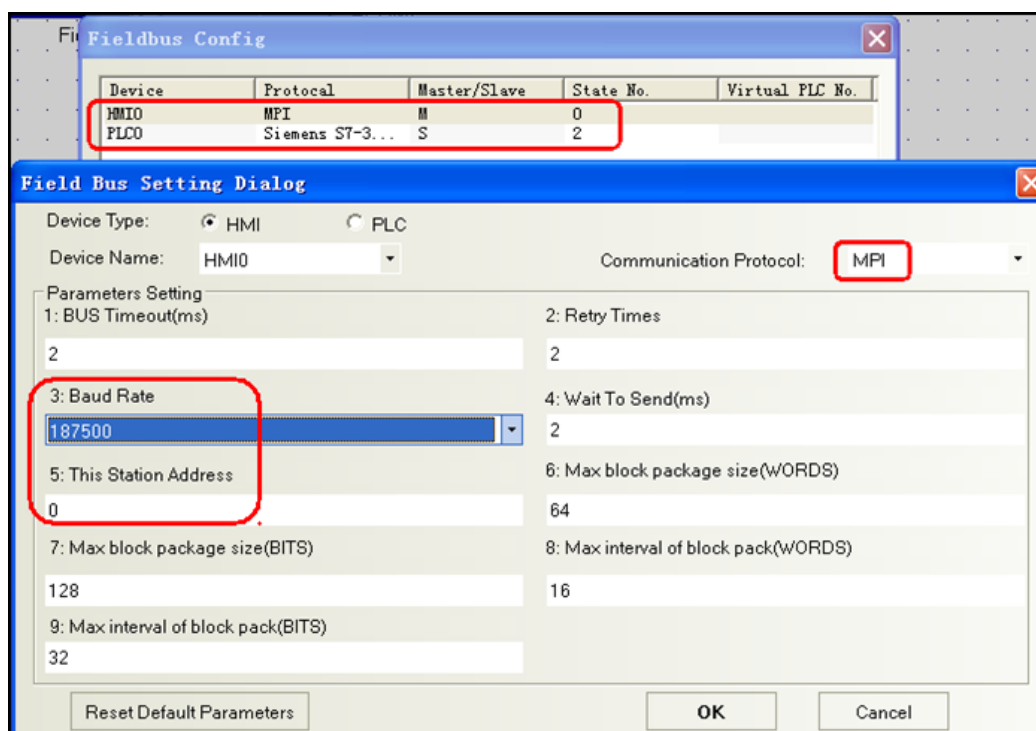 Fi
Fieldbus Config
Device Protocal Master/Slave State No. Virtual PLC No.
HMI0 MPI M 0
PLC0 Siemens S7-3... S 2
Field Bus Setting Dialog
Device Type: HMI PLC
Device Name: HMI0 Communication Protocol: MPI
Parameters Setting
1: BUS Timeout(ms) 2: Retry Times
2 2
3: Baud Rate 4: Wait To Send(ms)
187500 2
5: This Station Address 6: Max block package size(WORDS)
0 64
7: Max block package size(BITS) 8: Max interval of block pack(WORDS)
128 16
9: Max interval of block pack(BITS)
32
Reset Default Parameters OK Cancel